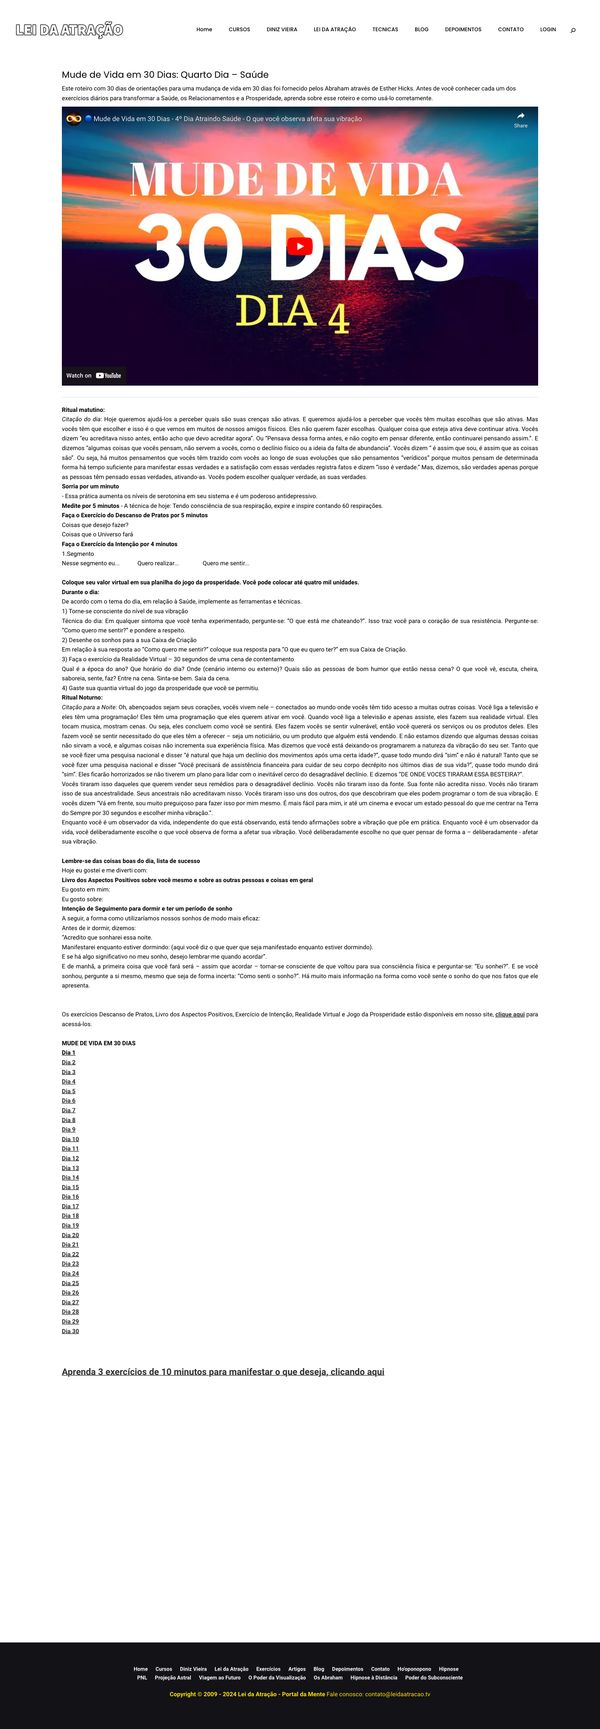 LEI DA ATRAÇÃO
Home CURSOS DINIZ VIEIRA LEI DA ATRAÇÃO TECNICAS BLOG DEPOIMENTOS CONTATO LOGIN
Mude de Vida em 30 Dias: Quarto Dia – Saúde
Este roteiro com 30 dias de orientações para uma mudança de vida em 30 dias foi fornecido pelos Abraham através de Esther Hicks. Antes de você conhecer cada um dos
exercícios diários para transformar a Saúde, os Relacionamentos e a Prosperidade, aprenda sobre esse roteiro e como usá-lo corretamente.
Mude de Vida em 30 Dias - 4º Dia Atraindo Saúde - O que você observa afeta sua vibração
Share
MUDE DE VIDA
30 DIAS
DIA 4
Watch on YouTube
Ritual matutino:
Citação do dia: Hoje queremos ajudá-los a perceber quais são suas crenças são ativas. E queremos ajudá-los a perceber que vocês têm muitas escolhas que são ativas. Mas
vocês têm que escolher e isso é o que vemos em muitos de nossos amigos físicos. Eles não querem fazer escolhas. Qualquer coisa que esteja ativa deve continuar ativa. Vocês
dizem "eu acreditava nisso antes, então acho que devo acreditar agora". Ou "Pensava dessa forma antes, e não cogito em pensar diferente, então continuarei pensando assim.". E
dizemos "algumas coisas que vocês pensam, não servem a vocês, como o declínio físico ou a ideia da falta de abundancia". Vocês dizem " é assim que sou, é assim que as coisas
são". Ou seja, há muitos pensamentos que vocês têm trazido com vocês ao longo de suas evoluções que são pensamentos "verídicos" porque muitos pensam de determinada
forma há tempo suficiente para manifestar essas verdades e a satisfação com essas verdades registra fatos e dizem "isso é verdade." Mas, dizemos, são verdades apenas porque
as pessoas têm pensado essas verdades, ativando-as. Vocês podem escolher qualquer verdade, as suas verdades.
Sorria por um minuto
- Essa prática aumenta os níveis de serotonina em seu sistema e é um poderoso antidepressivo.
Medite por 5 minutos - A técnica de hoje: Tendo consciência de sua respiração, expire e inspire contando 60 respirações.
Faça o Exercício do Descanso de Pratos por 5 minutos
Coisas que desejo fazer?
Coisas que o Universo fará
Faça o Exercício da Intenção por 4 minutos
1.Segmento
Nesse segmento eu... Quero realizar... Quero me sentir...
Coloque seu valor virtual em sua planilha do jogo da prosperidade. Você pode colocar até quatro mil unidades.
Durante o dia:
De acordo com o tema do dia, em relação à Saúde, implemente as ferramentas e técnicas.
1) Torne-se consciente do nível de sua vibração
Técnica do dia: Em qualquer sintoma que você tenha experimentado, pergunte-se: "O que está me chateando?". Isso traz você para o coração de sua resistência. Pergunte-se:
"Como quero me sentir?" e pondere a respeito.
2) Desenhe os sonhos para a sua Caixa de Criação
Em relação à sua resposta ao "Como quero me sentir?" coloque sua resposta para "O que eu quero ter?" em sua Caixa de Criação.
3) Faça o exercício da Realidade Virtual – 30 segundos de uma cena de contentamento
Qual é a época do ano? Que horário do dia? Onde (cenário interno ou externo)? Quais são as pessoas de bom humor que estão nessa cena? O que você vê, escuta, cheira,
saboreia, sente, faz? Entre na cena. Sinta-se bem. Saia da cena.
4) Gaste sua quantia virtual do jogo da prosperidade que você se permitiu.
Ritual Noturno:
Citação para a Noite: Oh, abençoados sejam seus corações, vocês vivem nele – conectados ao mundo onde vocês têm tido acesso a muitas outras coisas. Você liga a televisão e
eles têm uma programação! Eles têm uma programação que eles querem ativar em você. Quando você liga a televisão e apenas assiste, eles fazem sua realidade virtual. Eles
tocam musica, mostram cenas. Ou seja, eles concluem como você se sentirá. Eles fazem vocês se sentir vulnerável, então você quererá os serviços ou os produtos deles. Eles
fazem você se sentir necessitado do que eles têm a oferecer – seja um noticiário, ou um produto que alguém está vendendo. E não estamos dizendo que algumas dessas coisas
não sirvam a você, e algumas coisas não incrementa sua experiência física. Mas dizemos que você está deixando-os programarem a natureza da vibração do seu ser. Tanto que
se você fizer uma pesquisa nacional e disser "é natural que haja um declínio dos movimentos após uma certa idade?", quase todo mundo dirá "sim" e não é natural! Tanto que se
você fizer uma pesquisa nacional e disser "Você precisará de assistência financeira para cuidar de seu corpo decrépito nos últimos dias de sua vida?", quase todo mundo dirá
"sim". Eles ficarão horrorizados se não tiverem um plano para lidar com o inevitável cerco do desagradável declínio. E dizemos "DE ONDE VOCES TIRARAM ESSA BESTEIRA?".
Vocês tiraram isso daqueles que querem vender seus remédios para o desagradável declínio. Vocês não tiraram isso da fonte. Sua fonte não acredita nisso. Vocês não tiraram
isso de sua ancestralidade. Seus ancestrais não acreditavam nisso. Vocês tiraram isso uns dos outros, dos que descobriram que eles podem programar o tom de sua vibração. E
vocês dizem "Vá em frente, sou muito preguiçoso para fazer isso por mim mesmo. É mais fácil para mim, ir até um cinema e evocar um estado pessoal do que me centrar na Terra
do Sempre por 30 segundos e escolher minha vibração.".
Enquanto você é um observador da vida, independente do que está observando, está tendo afirmações sobre a vibração que põe em prática. Enquanto você é um observador da
vida, você deliberadamente escolhe o que você observa de forma a afetar sua vibração. Você deliberadamente escolhe no que quer pensar de forma a – deliberadamente - afetar
sua vibração.
Lembre-se das coisas boas do dia, lista de sucesso
Hoje eu gostei e me diverti com:
Livro dos Aspectos Positivos sobre você mesmo e sobre as outras pessoas e coisas em geral
Eu gosto em mim:
Eu gosto sobre:
Intenção de Seguimento para dormir e ter um período de sonho
A seguir, a forma como utilizaríamos nossos sonhos de modo mais eficaz:
Antes de ir dormir, dizemos:
"Acredito que sonharei essa noite.
Manifestarei enquanto estiver dormindo: (aqui você diz o que quer que seja manifestado enquanto estiver dormindo).
E se há algo significativo no meu sonho, desejo lembrar-me quando acordar".
E de manhã, a primeira coisa que você fará será – assim que acordar – tornar-se consciente de que voltou para sua consciência física e perguntar-se: "Eu sonhei?". E se você
sonhou, pergunte a si mesmo, mesmo que seja de forma incerta: "Como senti o sonho?". Há muito mais informação na forma como você sente o sonho do que nos fatos que ele
apresenta.
Os exercícios Descanso de Pratos, Livro dos Aspectos Positivos, Exercício de Intenção, Realidade Virtual e Jogo da Prosperidade estão disponíveis em nosso site, clique aqui para
acessá-los.
MUDE DE VIDA EM 30 DIAS
Dia 1
Dia 2
Dia 3
Dia 4
Dia 5
Dia 6
Dia 7
Dia 8
Dia 9
Dia 10
Dia 11
Dia 12
Dia 13
Dia 14
Dia 15
Dia 16
Dia 17
Dia 18
Dia 19
Dia 20
Dia 21
Dia 22
Dia 23
Dia 24
Dia 25
Dia 26
Dia 27
Dia 28
Dia 29
Dia 30
Aprenda 3 exercícios de 10 minutos para manifestar o que deseja, clicando aqui
Home Cursos Diniz Vieira Lei da Atração Exercícios Artigos Blog Depoimentos Contato Ho'oponopono Hipnose
PNL Projeção Astral Viagem ao Futuro O Poder da Visualização Os Abraham Hipnose à Distância Poder do Subconsciente
Copyright © 2009 - 2024 Lei da Atração - Portal da Mente Fale conosco: contato@leidaatracao.tv